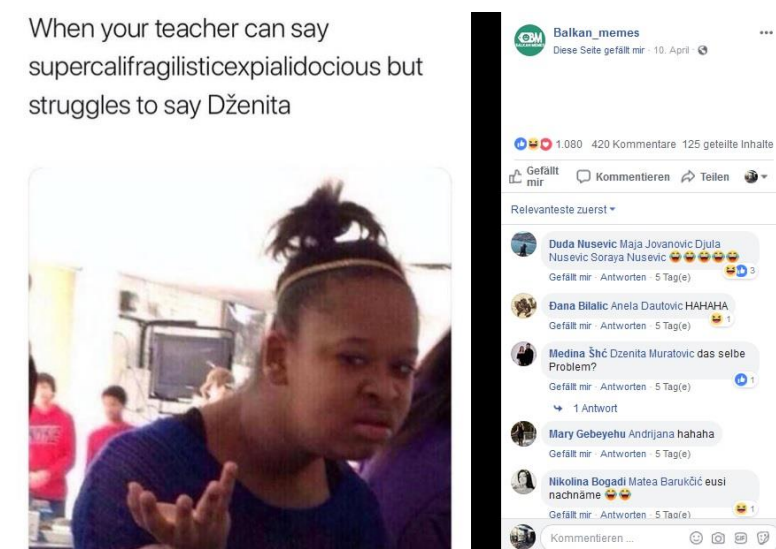 When your teacher can say
supercalifragilisticexpialidocious but
struggles to say Dženita
Balkan_memes
Diese Seite gefällt mir · 10. April ·
1.080 420 Kommentare 125 geteilte Inhalte
Gefällt mir
Kommentieren
Teilen
Relevanteste zuerst
Duda Nusevic Maja Jovanovic Djula
Nusevic Soraya Nusevic 😂😂😂😂😂
3
Gefällt mir · Antworten · 5 Tag(e)
Đana Bilalic Anela Dautovic HAHAHA
1
Gefällt mir · Antworten · 5 Tag(e)
Medina Šhć Dzenita Muratovic das selbe
Problem?
1
Gefällt mir · Antworten · 5 Tag(e)
1 Antwort
Mary Gebeyehu Andrijana hahaha
Gefällt mir · Antworten · 5 Tag(e)
Nikolina Bogadi Matea Barukčić eusi
nachnäme 😂😂
1
Gefällt mir · Antworten · 5 Tag(e)
Kommentieren ...
GIF